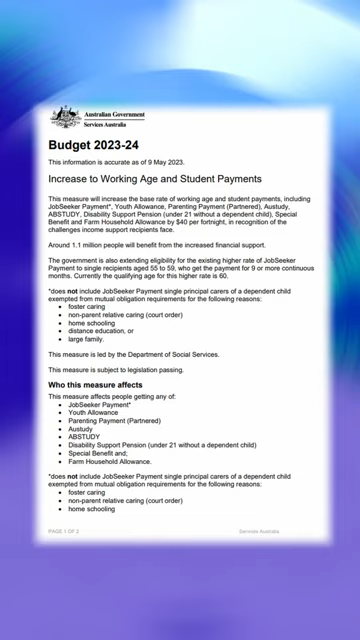 Australian Government
Services Australia
Budget 2023-24
This information is accurate as of 9 May 2023.
Increase to Working Age and Student Payments
This measure will increase the base rate of working age and student payments, including
JobSeeker Payment*, Youth Allowance, Parenting Payment (Partnered), Austudy,
ABSTUDY, Disability Support Pension (under 21 without a dependent child), Special
Benefit and Farm Household Allowance by $40 per fortnight, in recognition of the
challenges income support recipients face.
Around 1.1 million people will benefit from the increased financial support.
The government is also extending eligibility for the existing higher rate of JobSeeker
Payment to single recipients aged 55 to 59, who get the payment for 9 or more continuous
months. Currently the qualifying age for this higher rate is 60.
*does not include JobSeeker Payment single principal carers of a dependent child
exempted from mutual obligation requirements for the following reasons:
• foster caring
• non-parent relative caring (court order)
• home schooling
• distance education, or
• large family.
This measure is led by the Department of Social Services.
This measure is subject to legislation passing.
Who this measure affects
This measure affects people getting any of:
• JobSeeker Payment*
• Youth Allowance
• Parenting Payment (Partnered)
• Austudy
• ABSTUDY
• Disability Support Pension (under 21 without a dependent child)
• Special Benefit and;
• Farm Household Allowance.
*does not include JobSeeker Payment single principal carers of a dependent child
exempted from mutual obligation requirements for the following reasons:
• foster caring
• non-parent relative caring (court order)
• home schooling
PAGE 1 OF 2
Services Australia